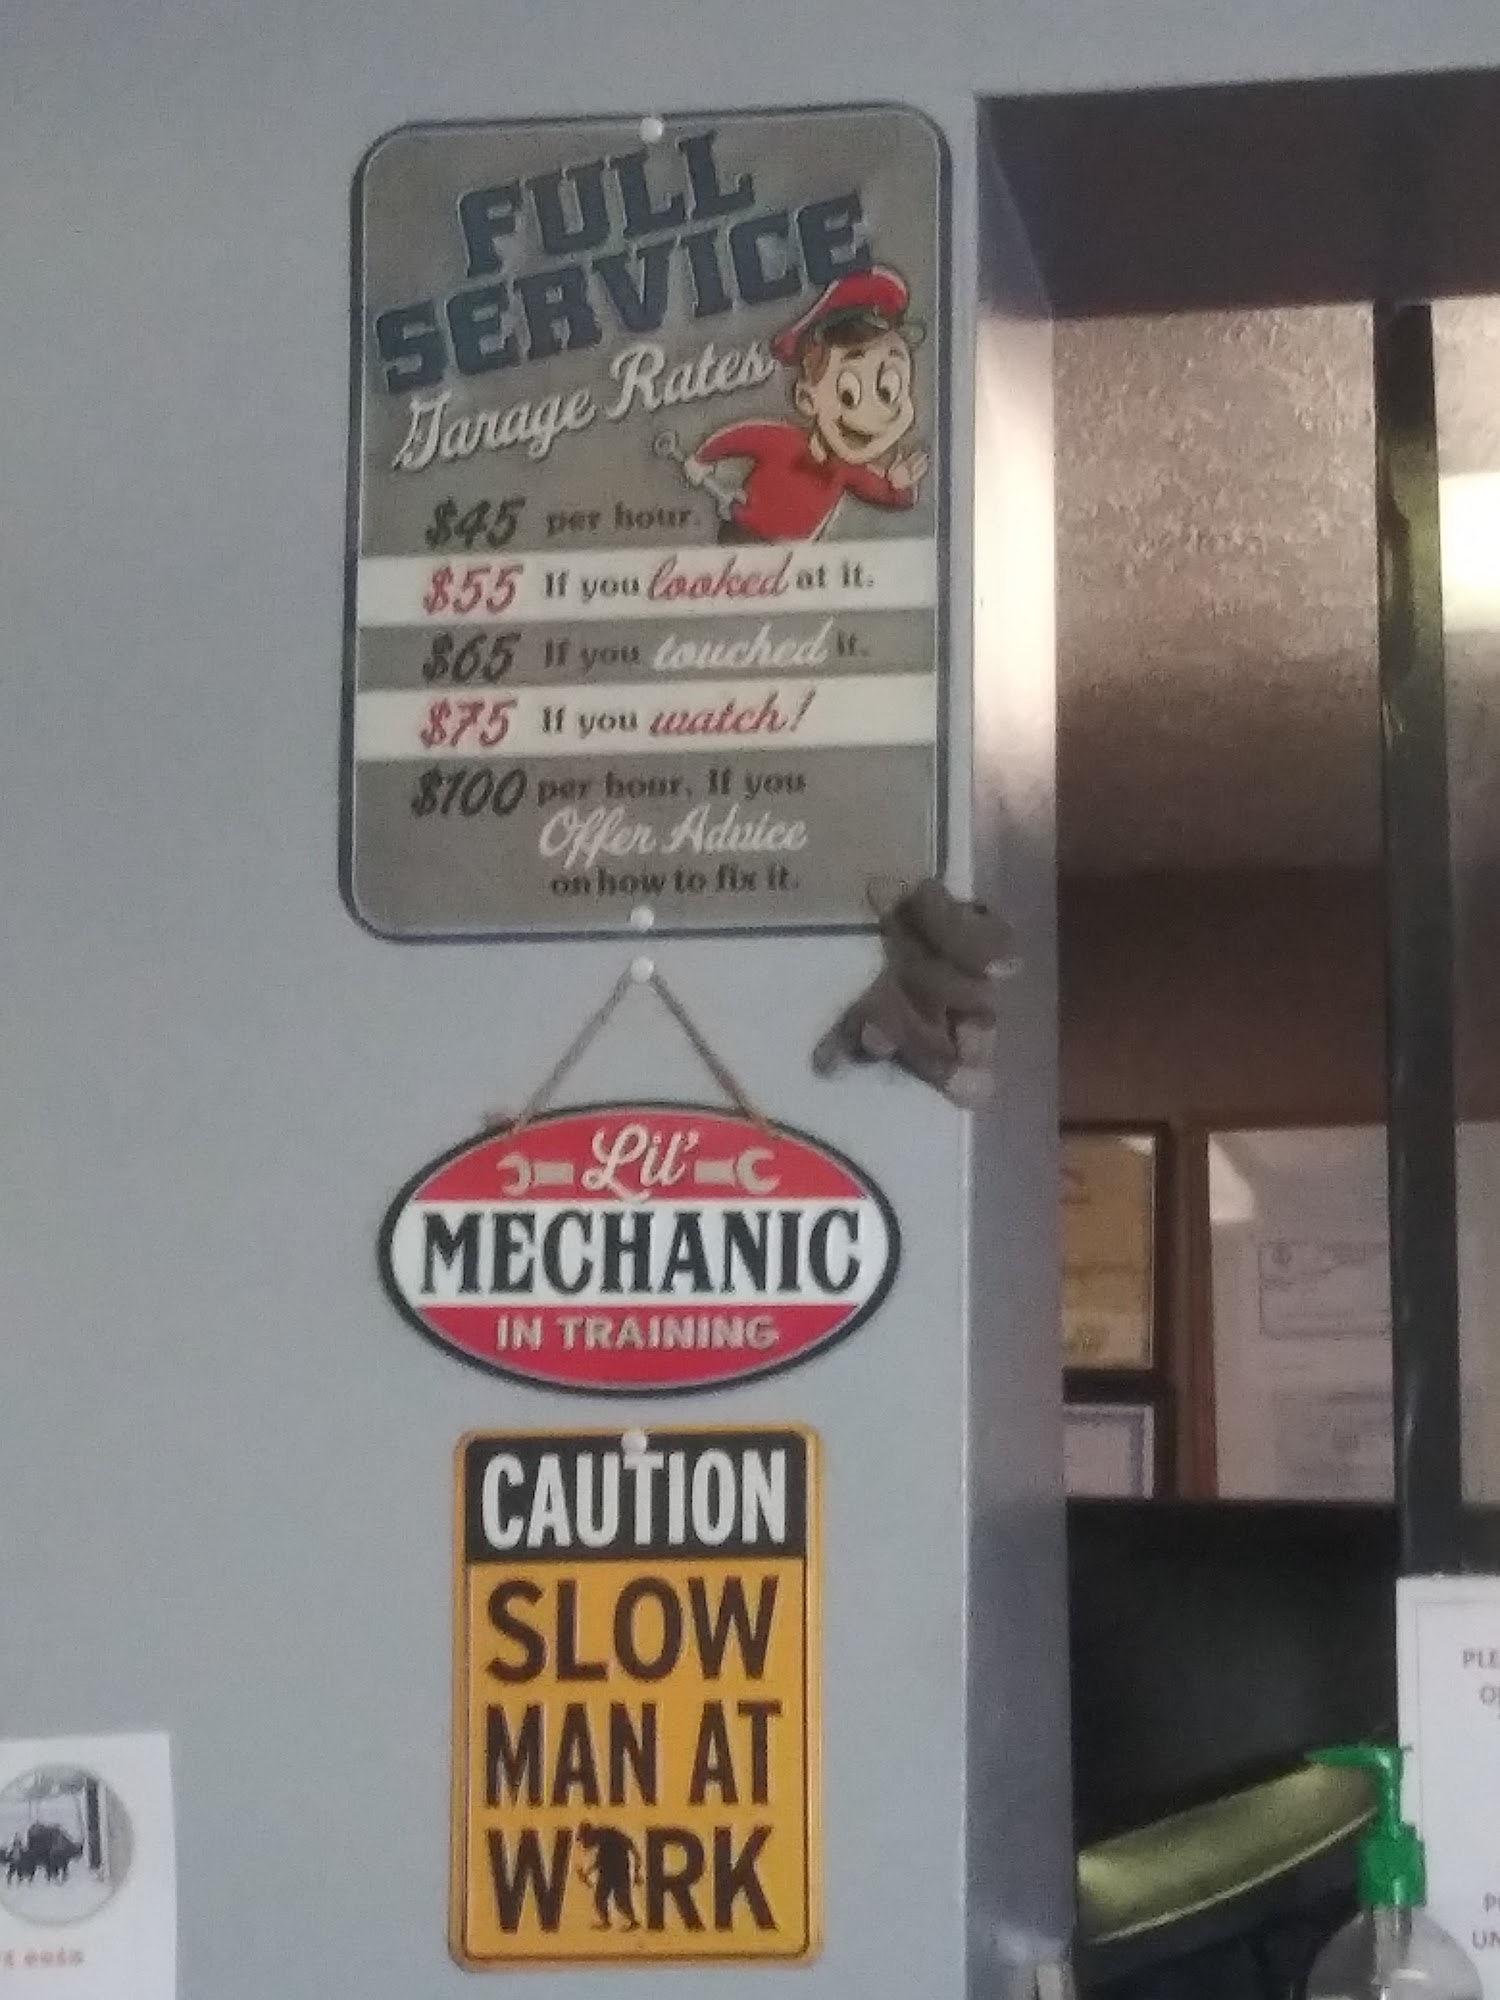 FULL
SERVICE
Garage Rates
$45 per hour.
$55 If you looked at it.
$65 If you touched it.
$75 If you watch!
$100 per hour. If you
Offer Advice
on how to fix it.
Lil'
MECHANIC
IN TRAINING
CAUTION
SLOW
MAN AT
WORK
PLE
UN